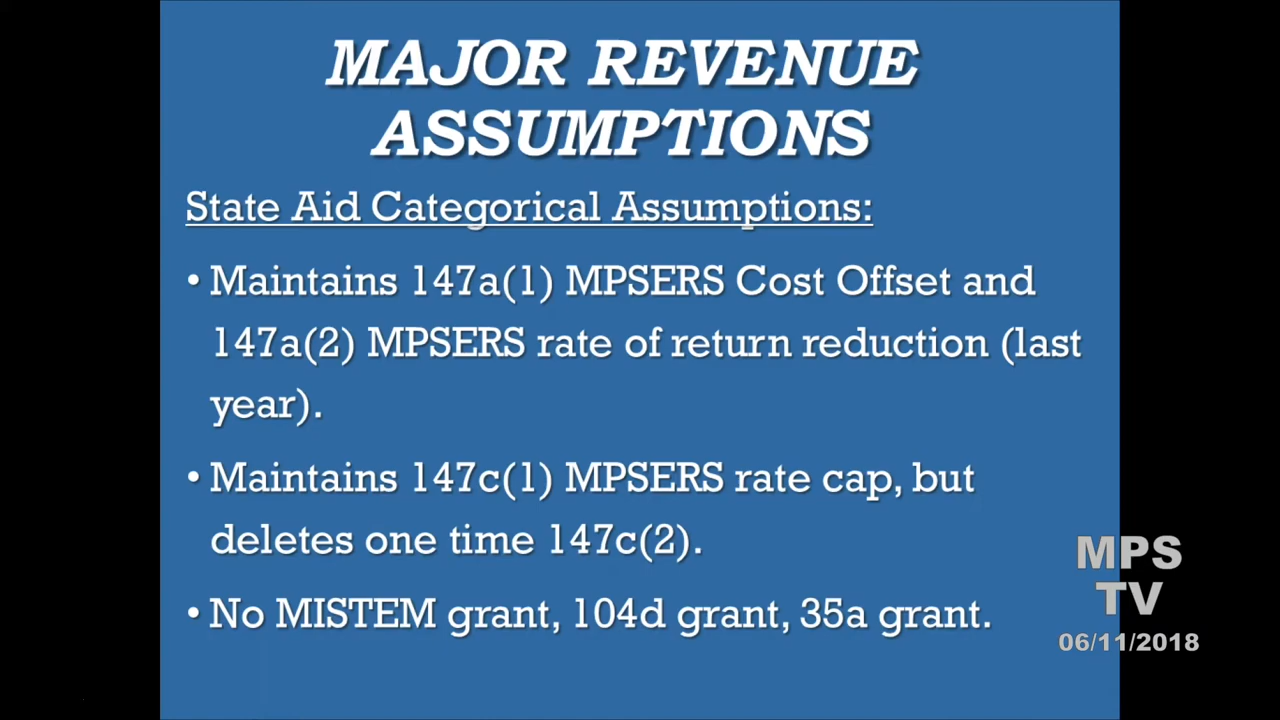 MAJOR REVENUE
ASSUMPTIONS
State Aid Categorical Assumptions:
• Maintains 147a(1) MPSERS Cost Offset and
147a(2) MPSERS rate of return reduction (last
year).
• Maintains 147c(1) MPSERS rate cap, but
deletes one time 147c(2).
• No MISTEM grant, 104d grant, 35a grant.
MPS
TV
06/11/2018